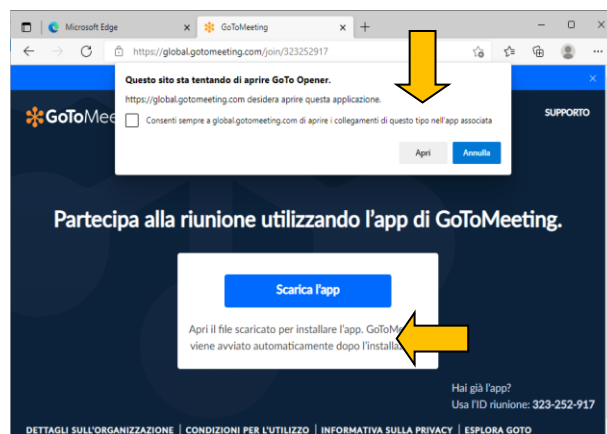 Microsoft Edge
GoToMeeting
https://global.gotomeeting.com/join/323252917
Questo sito sta tentando di aprire GoTo Opener.
https://global.gotomeeting.com desidera aprire questa applicazione.
Consenti sempre a global.gotomeeting.com di aprire i collegamenti di questo tipo nell'app associata
Apri
Annulla
GoToMee
SUPPORTO
Partecipa alla riunione utilizzando l'app di GoToMeeting.
Scarica l'app
Apri il file scaricato per installare l'app. GoToMe
viene avviato automaticamente dopo l'installa
Hai già l'app?
Usa l'ID riunione: 323-252-917
DETTAGLI SULL'ORGANIZZAZIONE | CONDIZIONI PER L'UTILIZZO | INFORMATIVA SULLA PRIVACY | ESPLORA GOTO